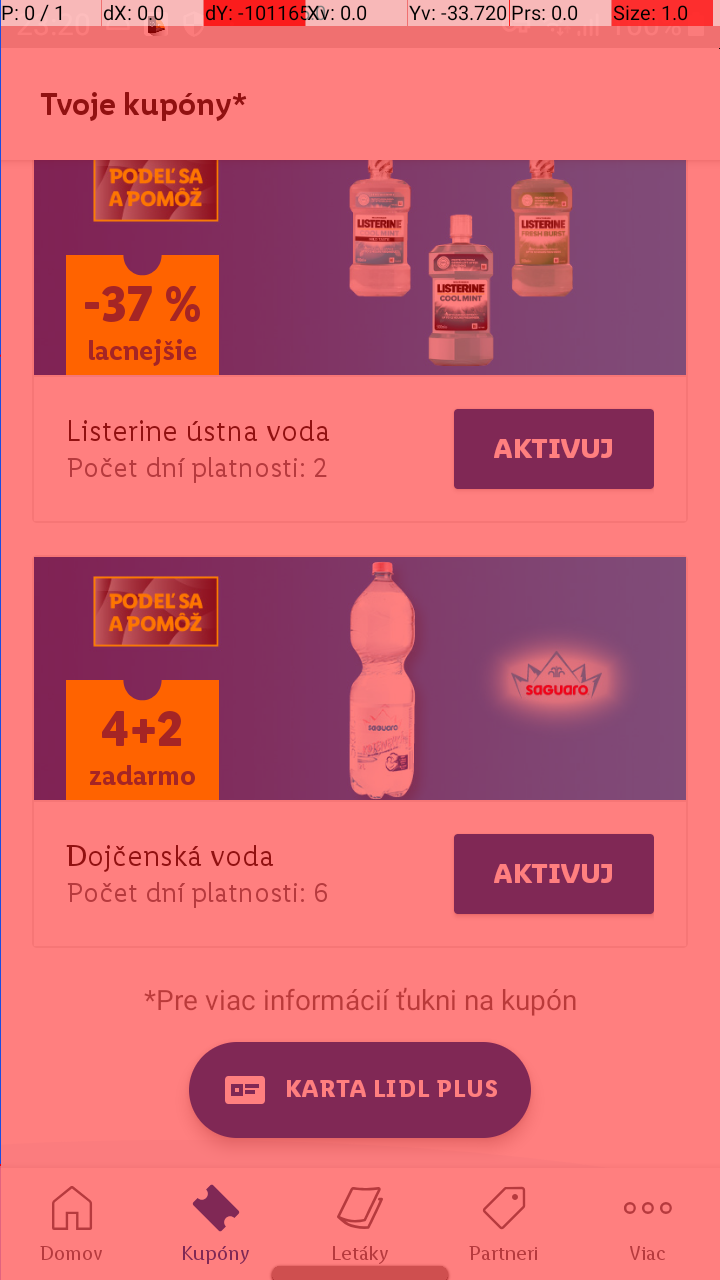 P: 0 / 1 dX: 0.0 dY: -101165 Xv: 0.0 Yv: -33.720 Prs: 0.0 Size: 1.0
23:20 100%
Tvoje kupóny*
PODEĽ SA
A POMÔŽ
-37 %
lacnejšie
LISTERINE
COOL MINT
LISTERINE
COOL MINT
LISTERINE
FRESH BURST
Listerine ústna voda
Počet dní platnosti: 2
AKTIVUJ
PODEĽ SA
A POMÔŽ
4+2
zadarmo
saguaro
saguaro
Dojčenská voda
Počet dní platnosti: 6
AKTIVUJ
*Pre viac informácií ťukni na kupón
KARTA LIDL PLUS
Domov Kupóny Letáky Partneri Viac